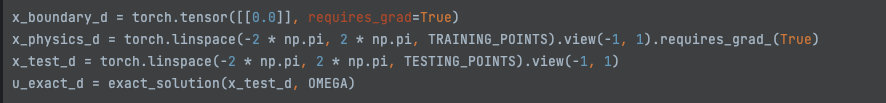 x_boundary_d = torch.tensor([[0.0]], requires_grad=True)
x_physics_d = torch.linspace(-2 * np.pi, 2 * np.pi, TRAINING_POINTS).view(-1, 1).requires_grad_(True)
x_test_d = torch.linspace(-2 * np.pi, 2 * np.pi, TESTING_POINTS).view(-1, 1)
u_exact_d = exact_solution(x_test_d, OMEGA)